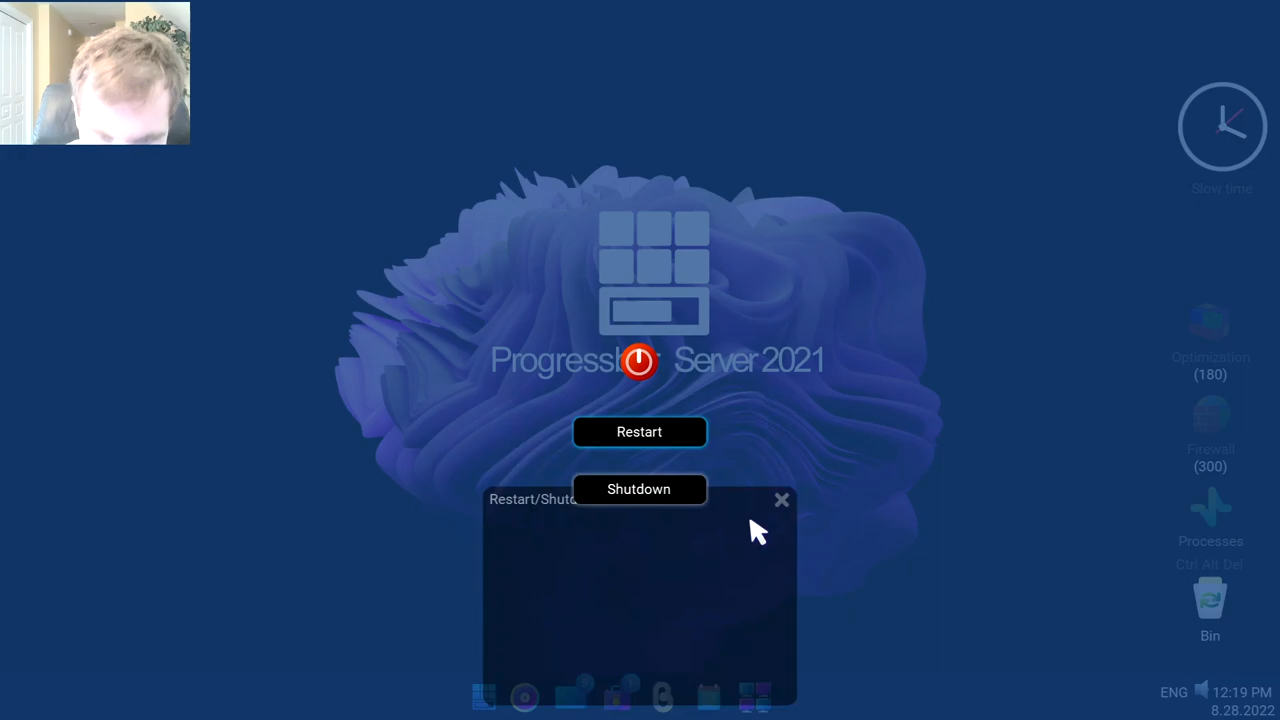 Slow time
Progressb Server 2021
Optimization
(180)
Restart
Firewall
(300)
Shutdown
Restart/Shutd
Processes
Ctrl Alt Del
Bin
ENG 12:19 PM
8.28.2022